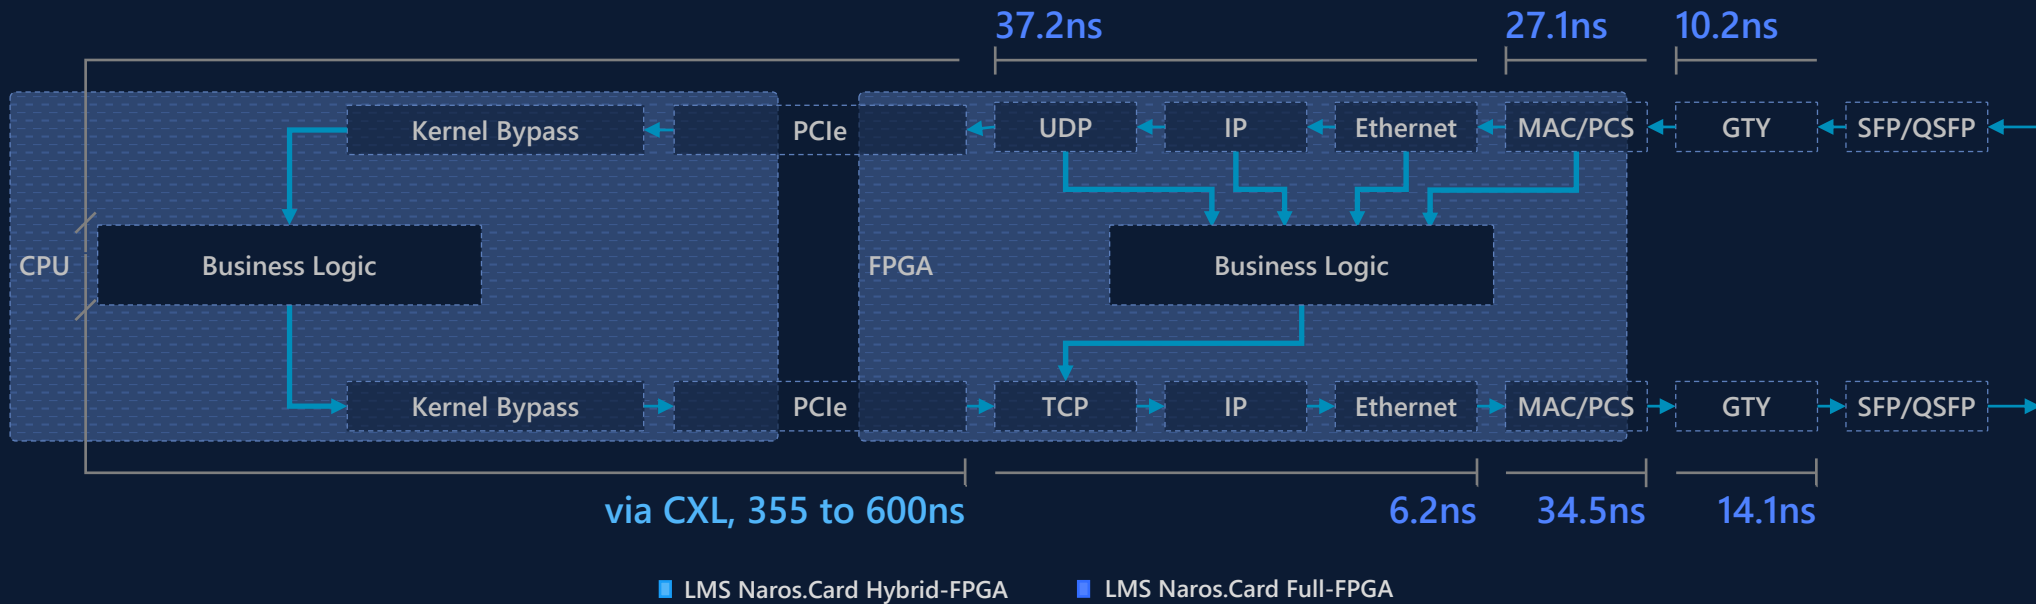 37.2ns
27.1ns
10.2ns
Kernel Bypass
PCIe
UDP
IP
Ethernet
MAC/PCS
GTY
SFP/QSFP
CPU
Business Logic
FPGA
Business Logic
Kernel Bypass
PCIe
TCP
IP
Ethernet
MAC/PCS
GTY
SFP/QSFP
via CXL, 355 to 600ns
6.2ns
34.5ns
14.1ns
LMS Naros.Card Hybrid-FPGA
LMS Naros.Card Full-FPGA